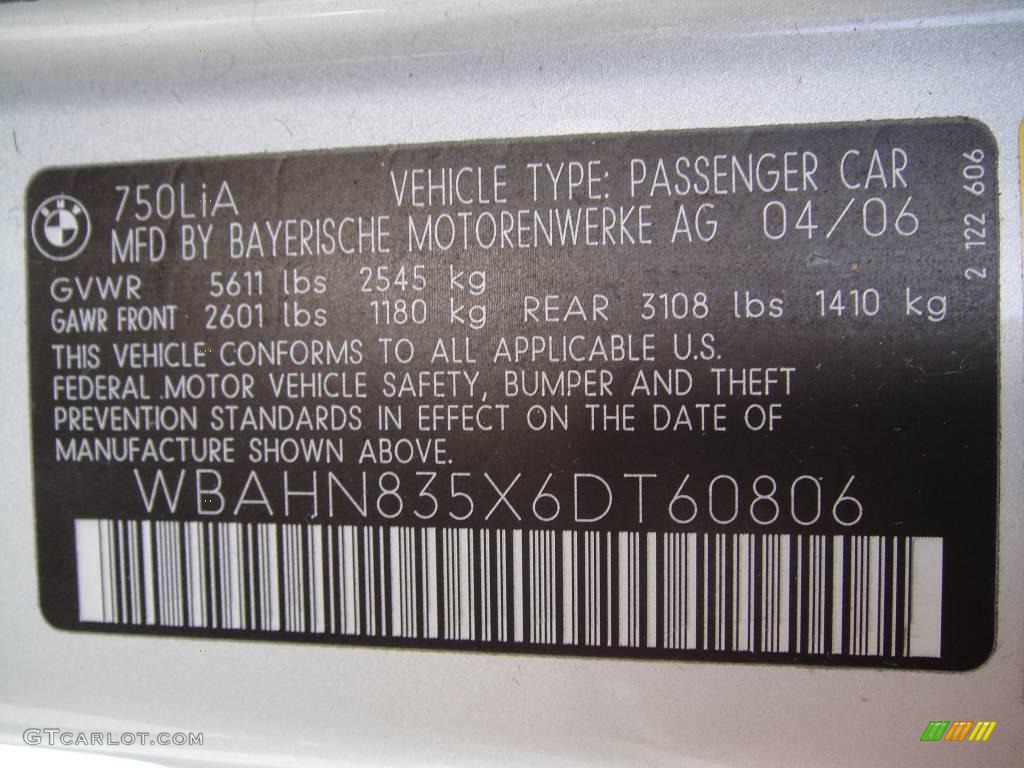 750LiA VEHICLE TYPE: PASSENGER CAR
MFD BY BAYERISCHE MOTORENWERKE AG 04/06
GVWR 5611 lbs 2545 kg
GAWR FRONT 2601 lbs 1180 kg REAR 3108 lbs 1410 kg
THIS VEHICLE CONFORMS TO ALL APPLICABLE U.S.
FEDERAL MOTOR VEHICLE SAFETY, BUMPER AND THEFT
PREVENTION STANDARDS IN EFFECT ON THE DATE OF
MANUFACTURE SHOWN ABOVE.
WBAHN835X6DT60806
2 122 606
BMW
GTCARLOT.COM